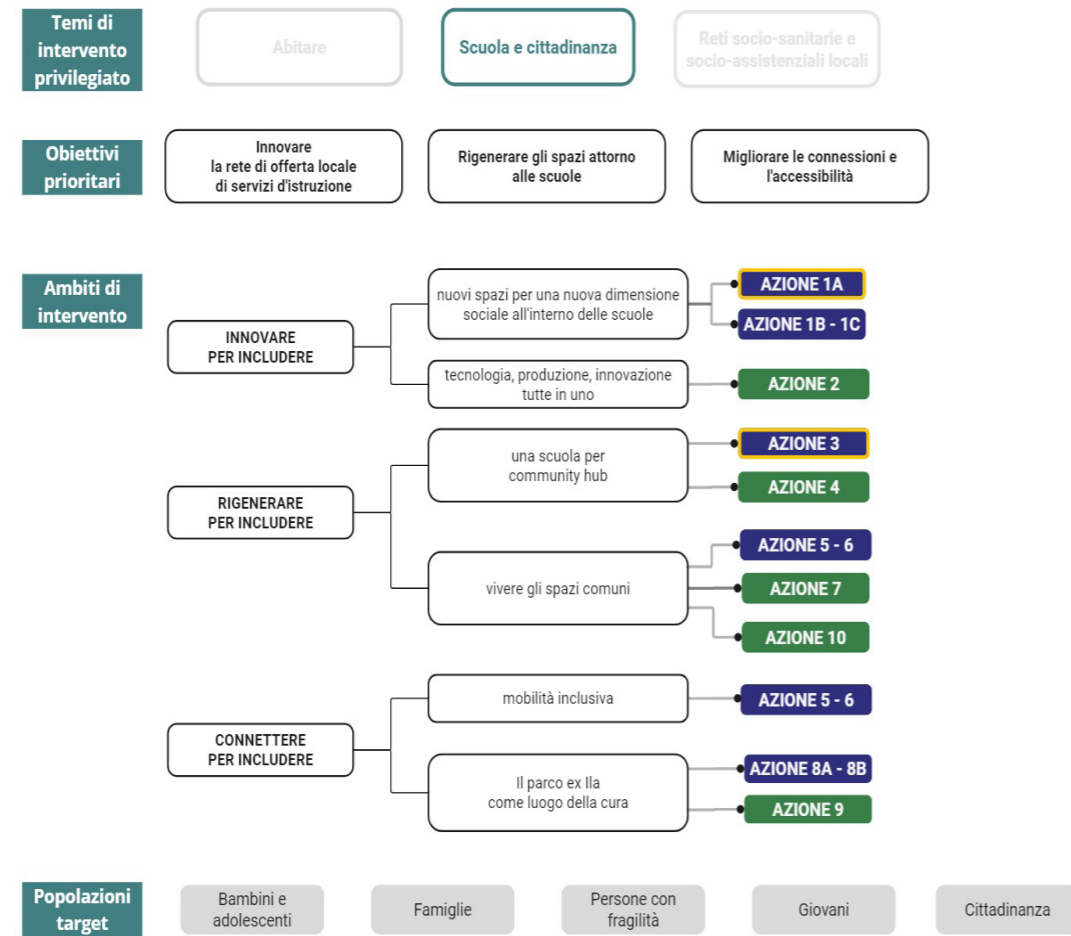 Temi di
intervento
privilegiato
Abitare
Scuola e cittadinanza
Reti socio-sanitarie e
socio-assistenziali locali
Obiettivi
prioritari
Innovare
la rete di offerta locale
di servizi d'istruzione
Rigenerare gli spazi attorno
alle scuole
Migliorare le connessioni e
l'accessibilità
Ambiti di
intervento
INNOVARE
PER INCLUDERE
nuovi spazi per una nuova dimensione
sociale all'interno delle scuole
AZIONE 1A
AZIONE 1B - 1C
tecnologia, produzione, innovazione
tutte in uno
AZIONE 2
RIGENERARE
PER INCLUDERE
una scuola per
community hub
AZIONE 3
AZIONE 4
vivere gli spazi comuni
AZIONE 5 - 6
AZIONE 7
AZIONE 10
CONNETTERE
PER INCLUDERE
mobilità inclusiva
AZIONE 5 - 6
Il parco ex Ila
come luogo della cura
AZIONE 8A - 8B
AZIONE 9
Popolazioni
target
Bambini e
adolescenti
Famiglie
Persone con
fragilità
Giovani
Cittadinanza